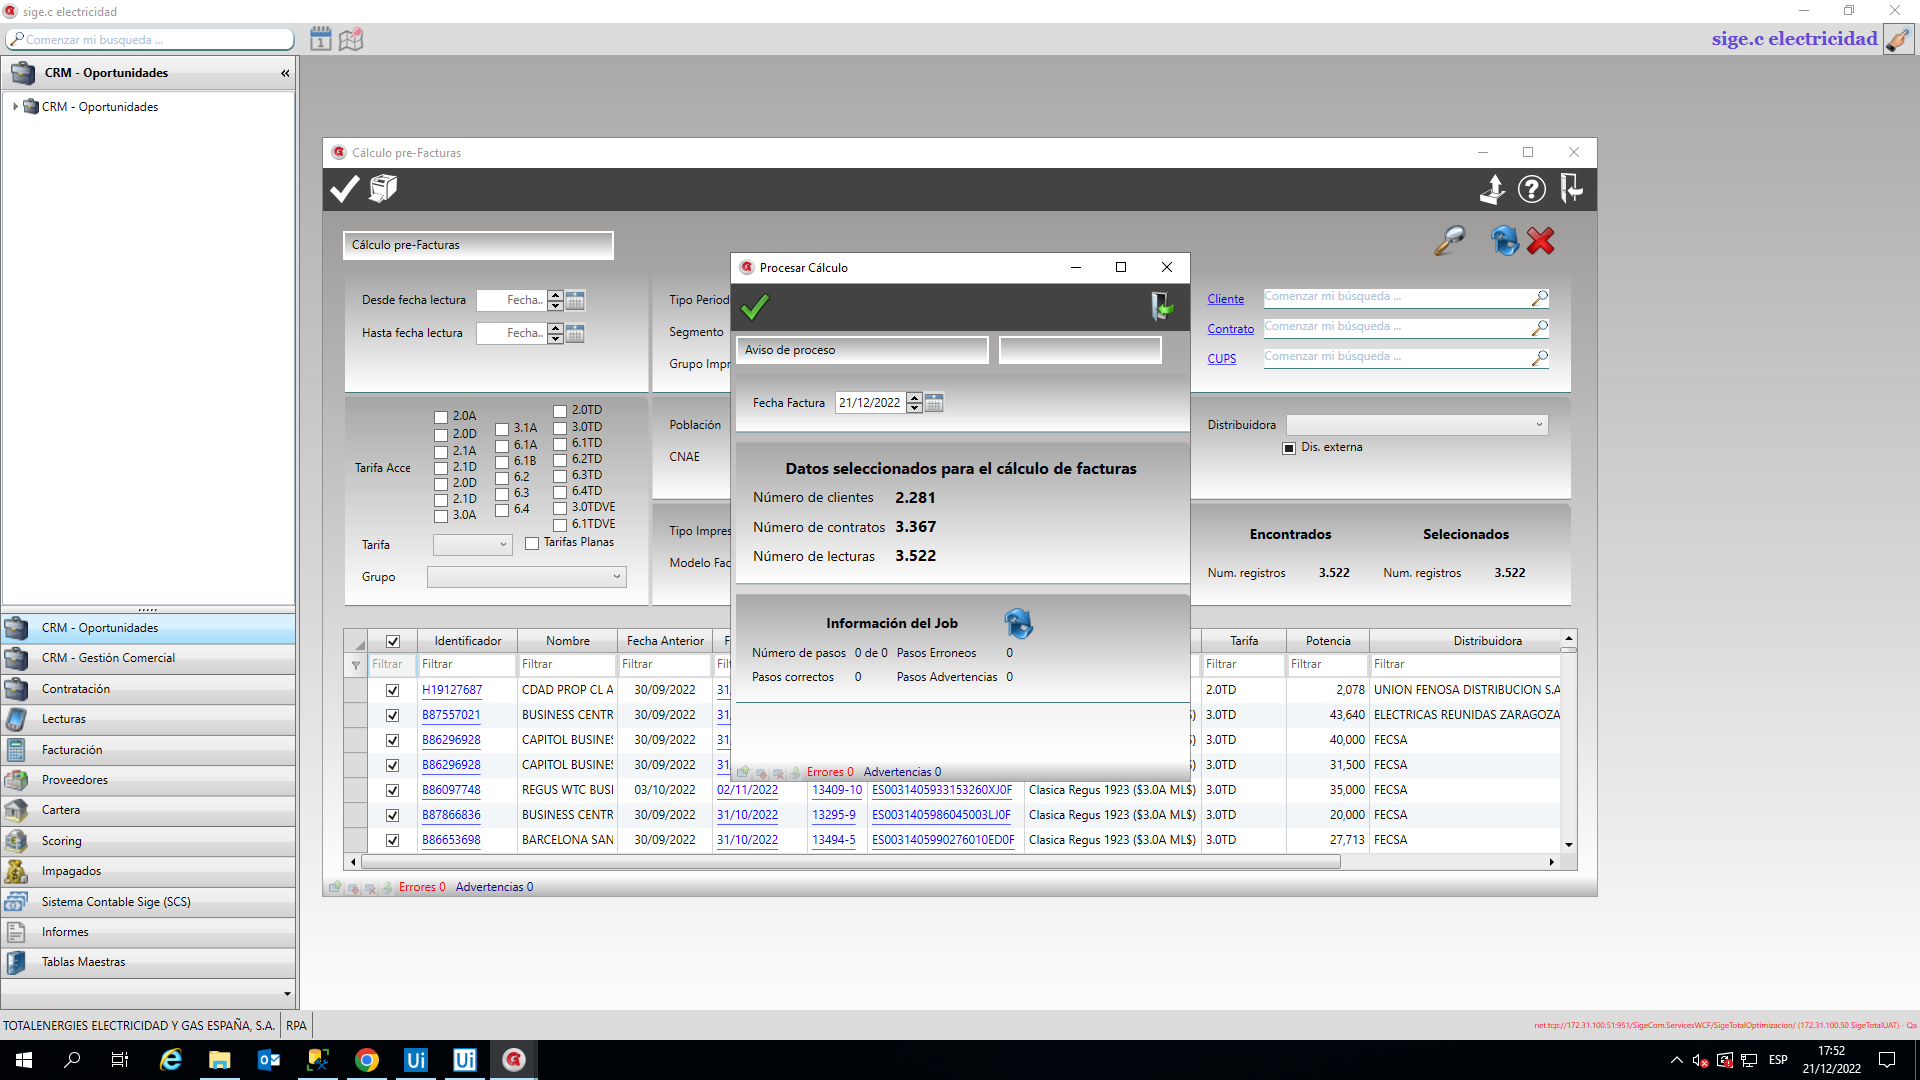 sige.c electricidad
Comenzar mi busqueda ...
1
sige.c electricidad
CRM - Oportunidades «
CRM - Oportunidades
CRM - Oportunidades
CRM - Gestión Comercial
Contratación
Lecturas
Facturación
Proveedores
Cartera
Scoring
Impagados
Sistema Contable Sige (SCS)
Informes
Tablas Maestras
Cálculo pre-Facturas
Cálculo pre-Facturas
Desde fecha lectura Fecha..
Hasta fecha lectura Fecha..
Tipo Period
Segmento
Grupo Impr
Cliente Comenzar mi búsqueda ...
Contrato Comenzar mi búsqueda ...
CUPS Comenzar mi búsqueda ...
Tarifa Acce
2.0A
2.0D
2.1A
2.1D
2.0D
2.1D
3.0A
3.1A
6.1A
6.1B
6.2
6.3
6.4
2.0TD
3.0TD
6.1TD
6.2TD
6.3TD
6.4TD
3.0TDVE
6.1TDVE
Tarifa
Tarifas Planas
Grupo
Población
CNAE
Distribuidora
Dis. externa
Tipo Impres
Modelo Fac
Encontrados Selecionados
Num. registros 3.522 Num. registros 3.522
Procesar Cálculo
Aviso de proceso
Fecha Factura 21/12/2022
Datos seleccionados para el cálculo de facturas
Número de clientes 2.281
Número de contratos 3.367
Número de lecturas 3.522
Información del Job
Número de pasos 0 de 0 Pasos Erroneos 0
Pasos correctos 0 Pasos Advertencias 0
Errores 0 Advertencias 0
Identificador Nombre Fecha Anterior F Tarifa Potencia Distribuidora
Filtrar Filtrar Filtrar Filtrar Filtr Filtrar Filtrar Filtrar
H19127687 CDAD PROP CL A 30/09/2022 31/ 2.0TD 2,078 UNION FENOSA DISTRIBUCION S.A
B87557021 BUSINESS CENTR 30/09/2022 31/ $) 3.0TD 43,640 ELECTRICAS REUNIDAS ZARAGOZA
B86296928 CAPITOL BUSINES 30/09/2022 31/ $) 3.0TD 40,000 FECSA
B86296928 CAPITOL BUSINES 30/09/2022 31/ $) 3.0TD 31,500 FECSA
B86097748 REGUS WTC BUSI 03/10/2022 02/11/2022 13409-10 ES0031405933153260XJ0F Clasica Regus 1923 ($3.0A ML$) 3.0TD 35,000 FECSA
B87866836 BUSINESS CENTR 30/09/2022 31/10/2022 13295-9 ES0031405986045003LJ0F Clasica Regus 1923 ($3.0A ML$) 3.0TD 20,000 FECSA
B86653698 BARCELONA SAN 30/09/2022 31/10/2022 13494-5 ES0031405990276010ED0F Clasica Regus 1923 ($3.0A ML$) 3.0TD 27,713 FECSA
Errores 0 Advertencias 0
TOTALENERGIES ELECTRICIDAD Y GAS ESPAÑA, S.A. RPA
net.tcp://172.31.100.51:951/SigeCom.ServicesWCF/SigeTotalOptimizacion/ (172.31.100.50 SigeTotalUAT) - Qa
Ui Ui
ESP
17:52
21/12/2022